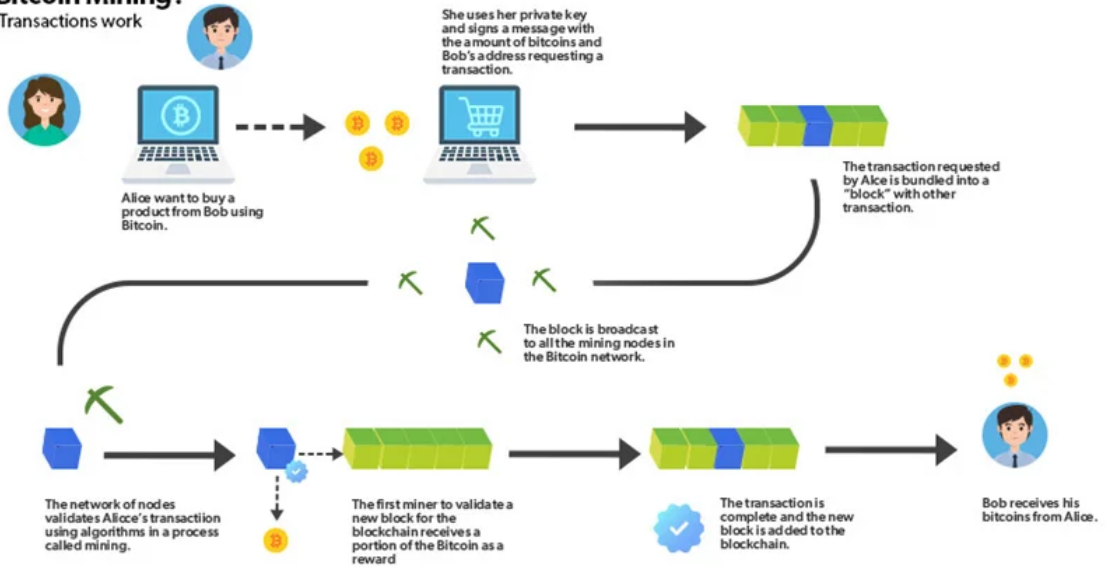 Bitcoin Mining?
Transactions work
She uses her private key
and signs a message with
the amount of bitcoins and
Bob's address requesting a
transaction.
Alice want to buy a
product from Bob using
Bitcoin.
The transaction requested
by Alce is bundled into a
"block" with other
transaction.
The block is broadcast
to all the mining nodes in
the Bitcoin network.
The network of nodes
validates Alicce's transactiion
using algorithms in a process
called mining.
The first miner to validate a
new block for the
blockchain receives a
portion of the Bitcoin as a
reward
The transaction is
complete and the new
block is added to the
blockchain.
Bob receives his
bitcoins from Alice.